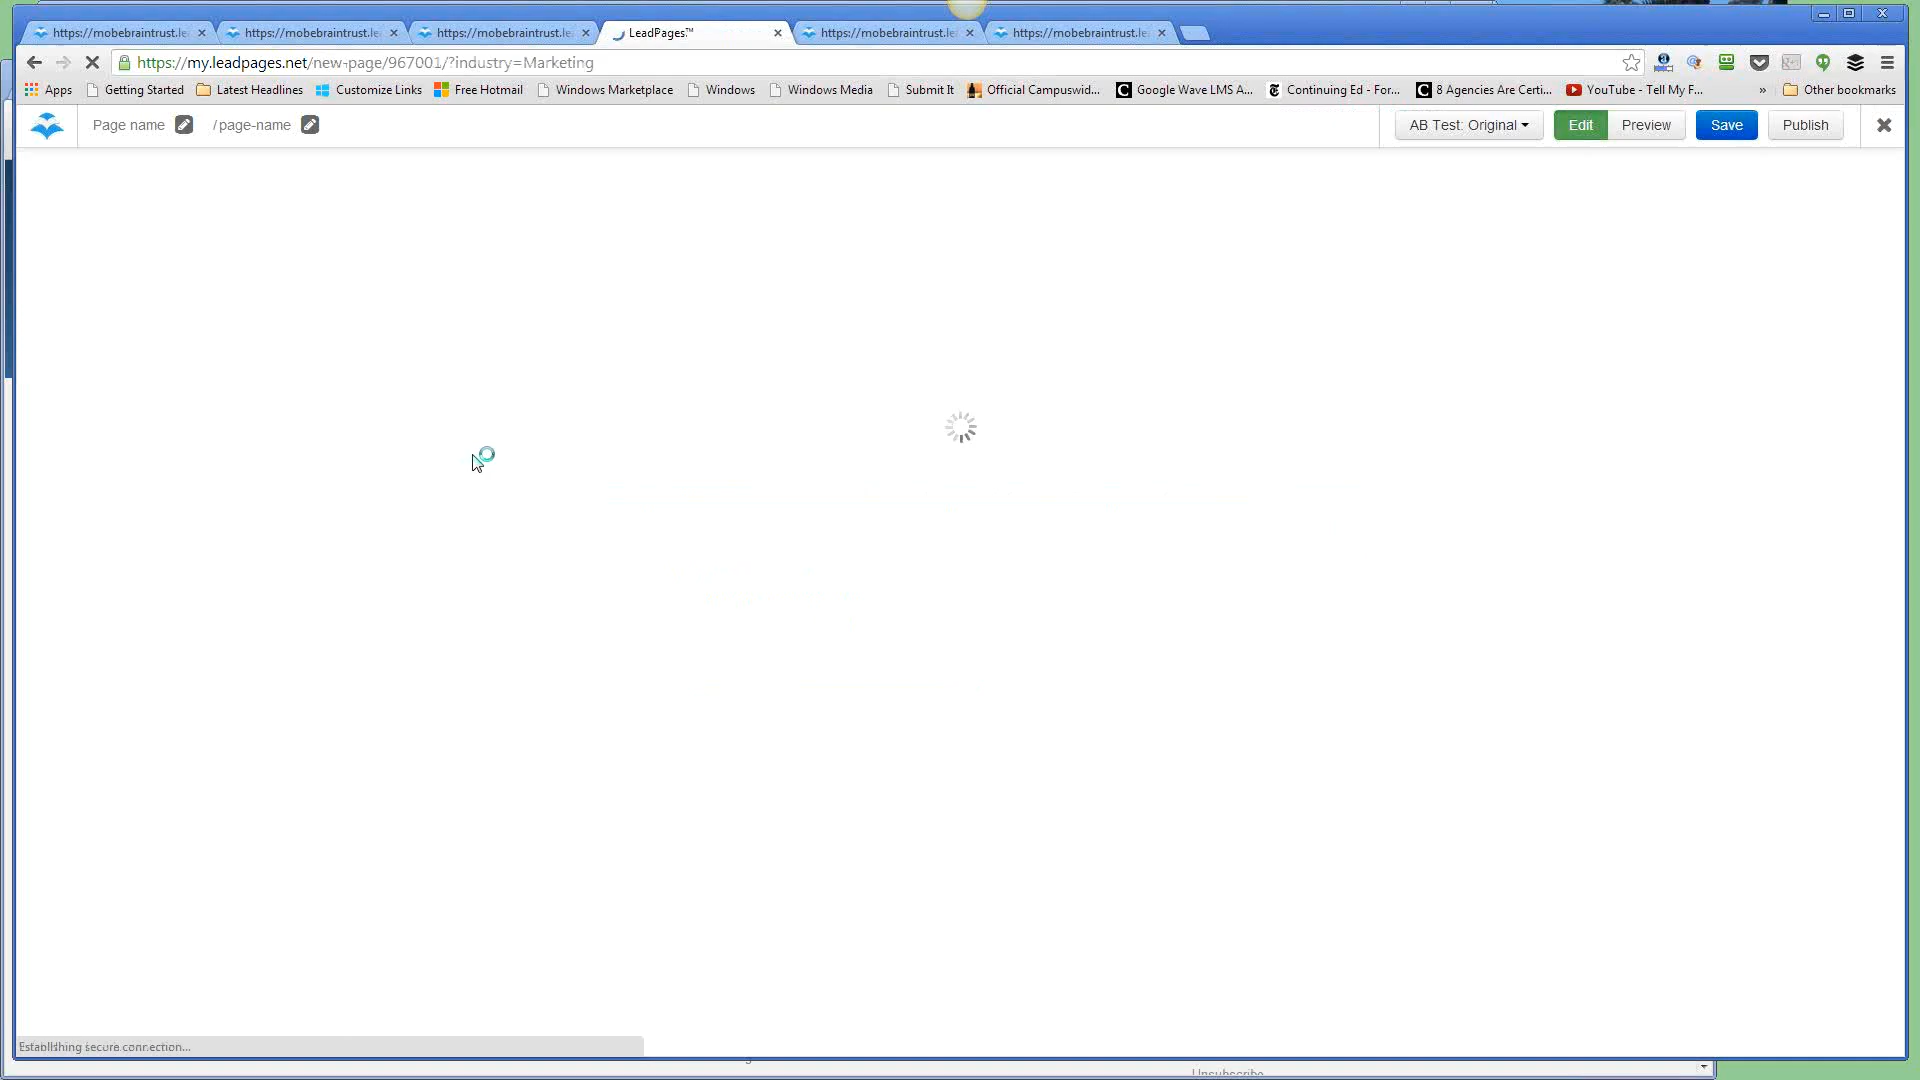 https://mobebraintrust.le
https://mobebraintrust.le
https://mobebraintrust.le
LeadPages™
https://mobebraintrust.le
https://mobebraintrust.le
https://my.leadpages.net/new-page/967001/?industry=Marketing
Apps Getting Started Latest Headlines Customize Links Free Hotmail Windows Marketplace Windows Windows Media Submit It Official Campuswid... Google Wave LMS A... Continuing Ed - For... 8 Agencies Are Certi... YouTube - Tell My F... » Other bookmarks
Page name /page-name AB Test: Original Edit Preview Save Publish
Establishing secure connection...
Unsubscribe